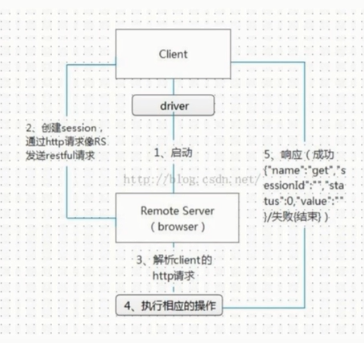 Client
driver
2、创建session，
通过http请求像RS
发送restful请求
1、启动
5、响应（成功
{"name":"get","s
essionId":"","sta
tus":0,"value":""
}/失败{结束}）
http://blog.csdn.net/
Remote Server
（browser）
3、解析client的
http请求
4、执行相应的操作